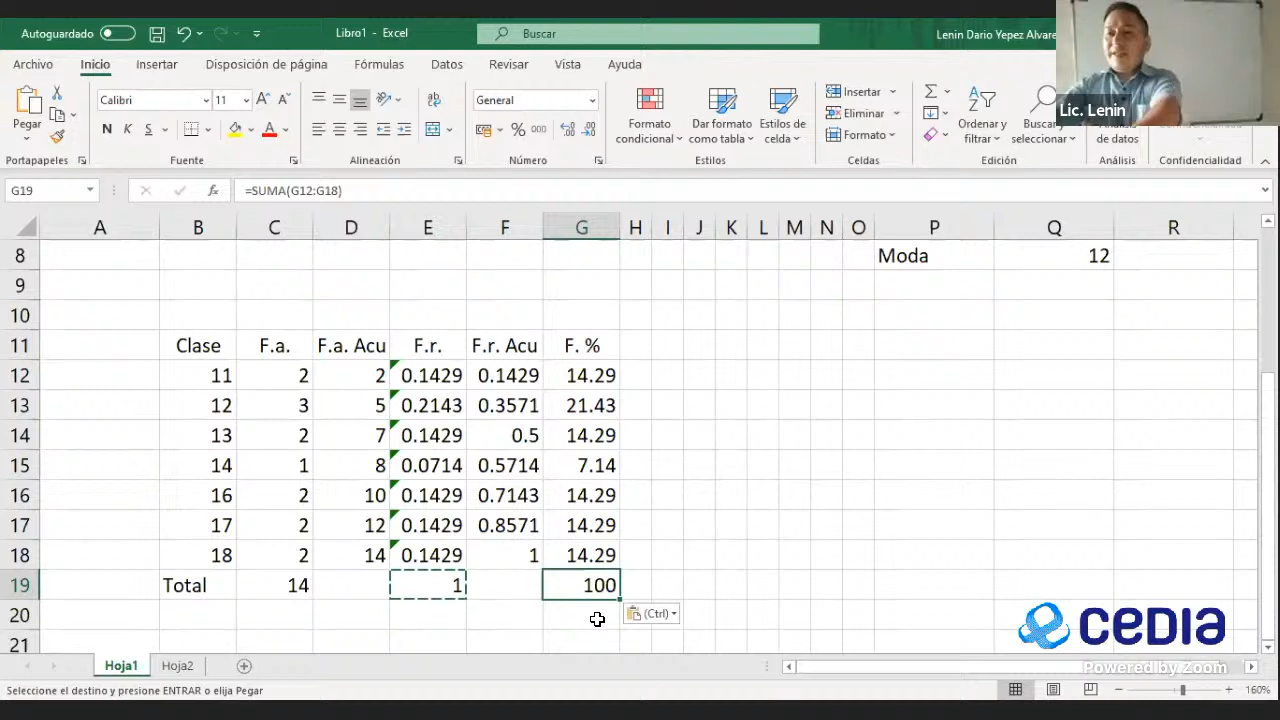 Autoguardado
Libro1 - Excel
Buscar
Lenin Dario Yepez Alvare
Archivo Inicio Insertar Disposición de página Fórmulas Datos Revisar Vista Ayuda
Lic. Lenin
Pegar
Calibri 11
N K S
General
% 000
Formato condicional
Dar formato como tabla
Estilos de celda
Insertar
Eliminar
Formato
Ordenar y filtrar
Buscar y
de datos
Portapapeles Fuente Alineación Número Estilos Celdas Edición Análisis Confidencialidad
G19 fx =SUMA(G12:G18)
A B C D E F G H I J K L M N O P Q R
8 Moda 12
9
10
11 Clase F.a. F.a. Acu F.r. F.r. Acu F. %
12 11 2 2 0.1429 0.1429 14.29
13 12 3 5 0.2143 0.3571 21.43
14 13 2 7 0.1429 0.5 14.29
15 14 1 8 0.0714 0.5714 7.14
16 16 2 10 0.1429 0.7143 14.29
17 17 2 12 0.1429 0.8571 14.29
18 18 2 14 0.1429 1 14.29
19 Total 14 1 100
20 (Ctrl)
21
cedia
Powered by Zoom
Hoja1 Hoja2
Seleccione el destino y presione ENTRAR o elija Pegar
160%